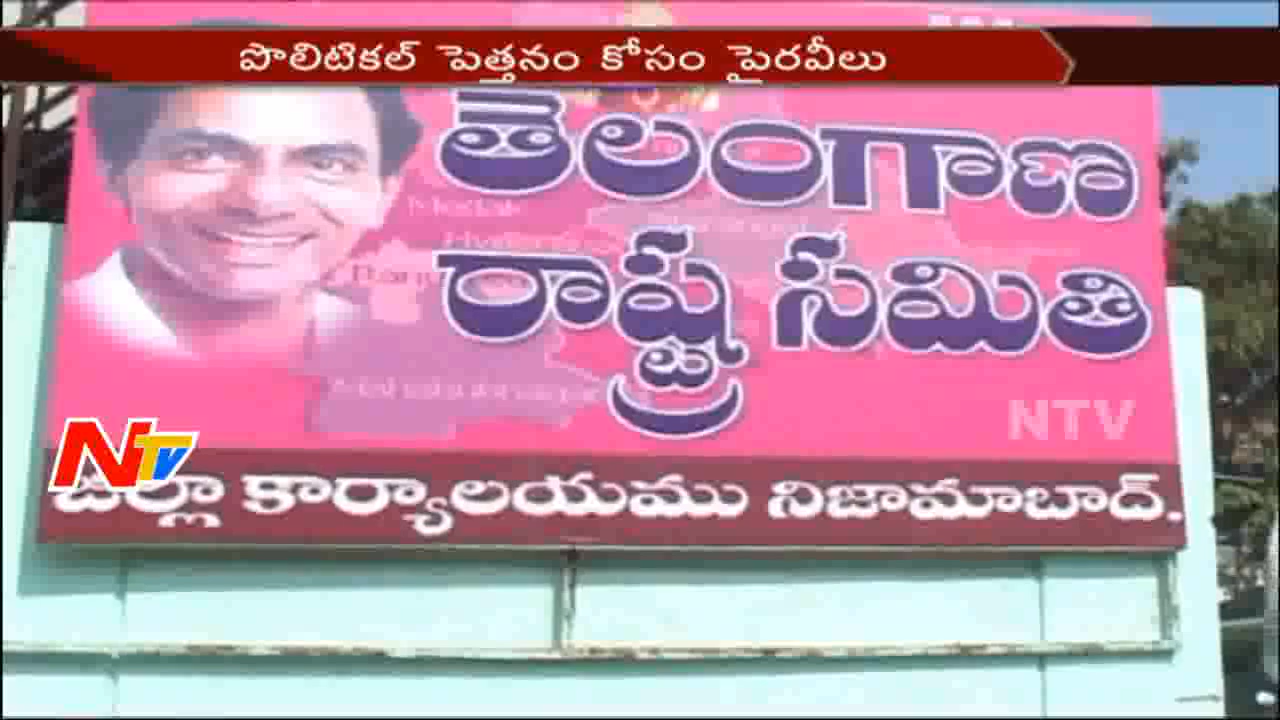 పొలిటికల్ పెత్తనం కోసం పైరవీలు
తెలంగాణ
రాష్ట్ర సమితి
NTV
NTV
జిల్లా కార్యాలయము నిజామాబాద్.